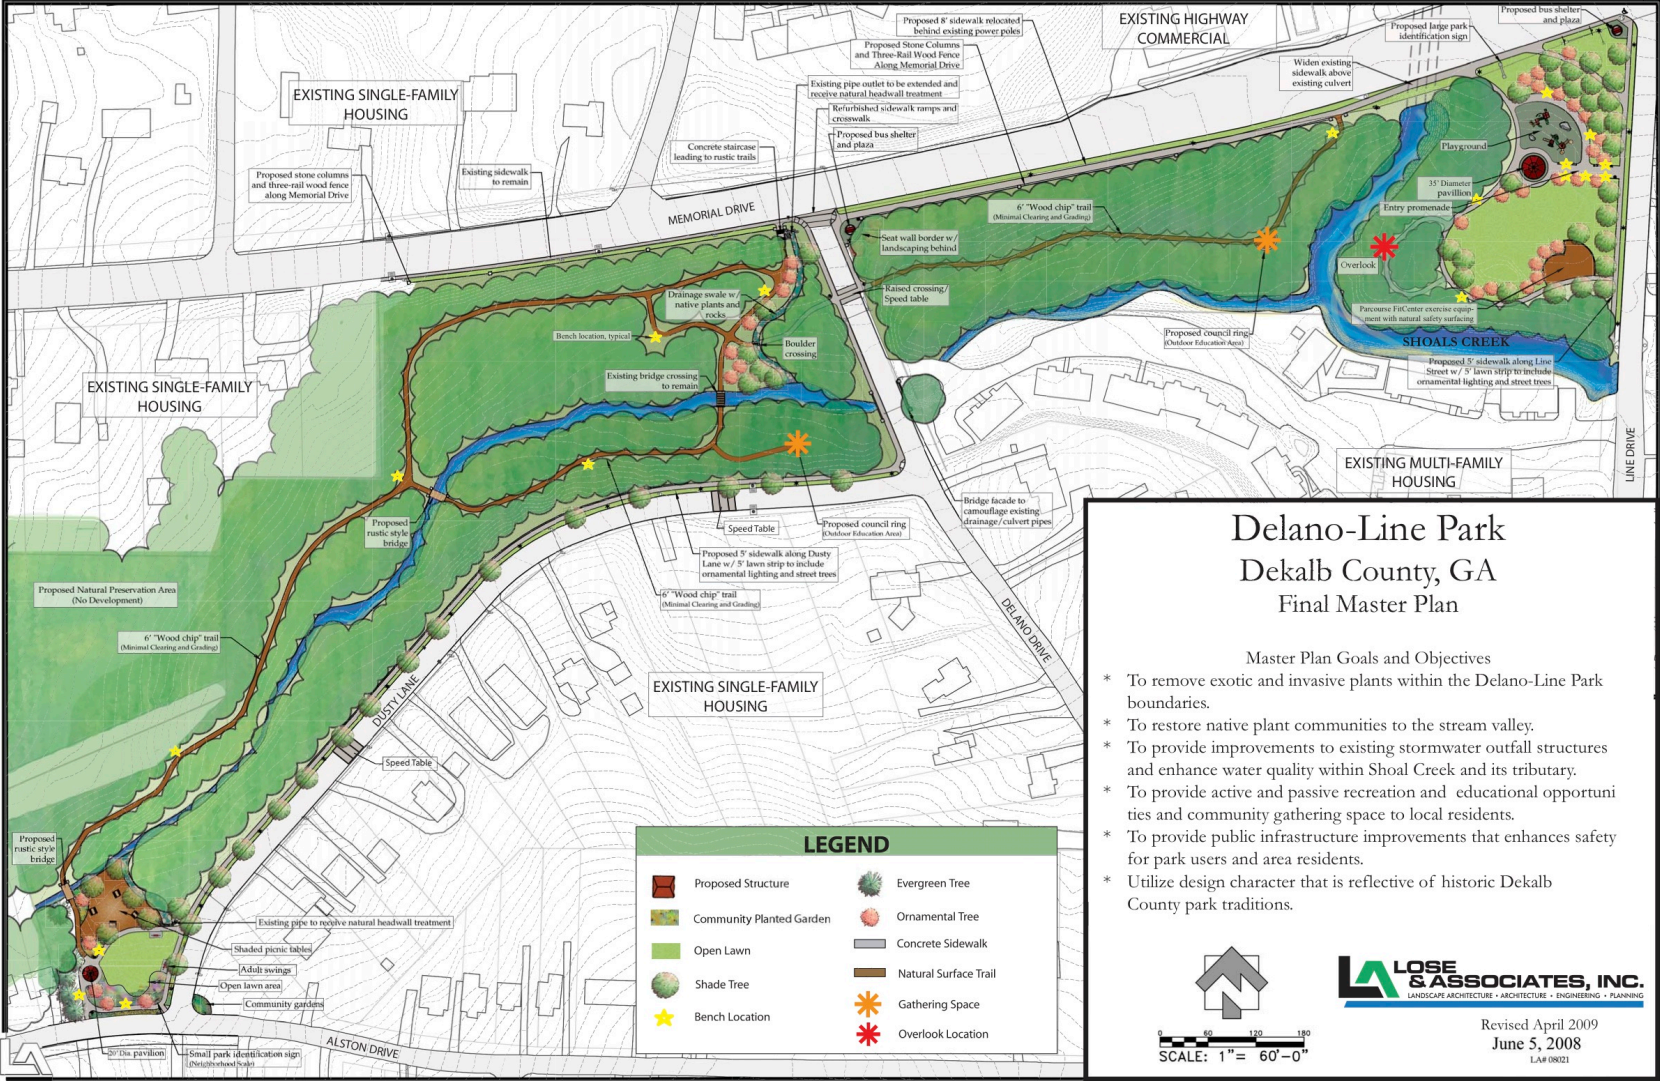 EXISTING HIGHWAY
COMMERCIAL
Proposed 8' sidewalk relocated
behind existing power poles
Proposed Stone Columns
and Three-Rail Wood Fence
Along Memorial Drive
Existing pipe outlet to be extended and
receive natural headwall treatment
Refurbished sidewalk ramps and
crosswalk
Proposed bus shelter
and plaza
Concrete staircase
leading to rustic trails
Proposed bus shelter
and plaza
Proposed large park
identification sign
Widen existing
sidewalk above
existing culvert
EXISTING SINGLE-FAMILY
HOUSING
Proposed stone columns
and three-rail wood fence
along Memorial Drive
Existing sidewalk
to remain
MEMORIAL DRIVE
6' "Wood chip" trail
(Minimal Clearing and Grading)
Playground
35' Diameter
pavillion
Entry promenade
Overlook
Seat wall border w/
landscaping behind
Raised crossing/
Speed table
Drainage swale w/
native plants and
rocks
Bench location, typical
Boulder
crossing
Existing bridge crossing
to remain
Proposed council ring
(Outdoor Education Area)
Parcourse FitCenter exercise equip-
ment with natural safety surfacing
SHOALS CREEK
Proposed 5' sidewalk along Line
Street w/ 5' lawn strip to include
ornamental lighting and street trees
EXISTING SINGLE-FAMILY
HOUSING
EXISTING MULTI-FAMILY
HOUSING
LINE DRIVE
Bridge facade to
camouflage existing
drainage/culvert pipes
Proposed
rustic style
bridge
Speed Table
Proposed council ring
(Outdoor Education Area)
Proposed 5' sidewalk along Dusty
Lane w/ 5' lawn strip to include
ornamental lighting and street trees
6' "Wood chip" trail
(Minimal Clearing and Grading)
Proposed Natural Preservation Area
(No Development)
6' "Wood chip" trail
(Minimal Clearing and Grading)
DELANO DRIVE
EXISTING SINGLE-FAMILY
HOUSING
DUSTY LANE
Speed Table
Proposed
rustic style
bridge
Existing pipe to receive natural headwall treatment
Shaded picnic tables
Adult swings
Open lawn area
Community gardens
20' Dia. pavilion
Small park identification sign
(Neighborhood Scale)
ALSTON DRIVE
LEGEND
Proposed Structure
Community Planted Garden
Open Lawn
Shade Tree
Bench Location
Evergreen Tree
Ornamental Tree
Concrete Sidewalk
Natural Surface Trail
Gathering Space
Overlook Location
Delano-Line Park
Dekalb County, GA
Final Master Plan
Master Plan Goals and Objectives
* To remove exotic and invasive plants within the Delano-Line Park
boundaries.
* To restore native plant communities to the stream valley.
* To provide improvements to existing stormwater outfall structures
and enhance water quality within Shoal Creek and its tributary.
* To provide active and passive recreation and educational opportuni
ties and community gathering space to local residents.
* To provide public infrastructure improvements that enhances safety
for park users and area residents.
* Utilize design character that is reflective of historic Dekalb
County park traditions.
0 60 120 180
SCALE: 1"= 60'-0"
LA LOSE
& ASSOCIATES, INC.
LANDSCAPE ARCHITECTURE • ARCHITECTURE • ENGINEERING • PLANNING
Revised April 2009
June 5, 2008
LA# 08021